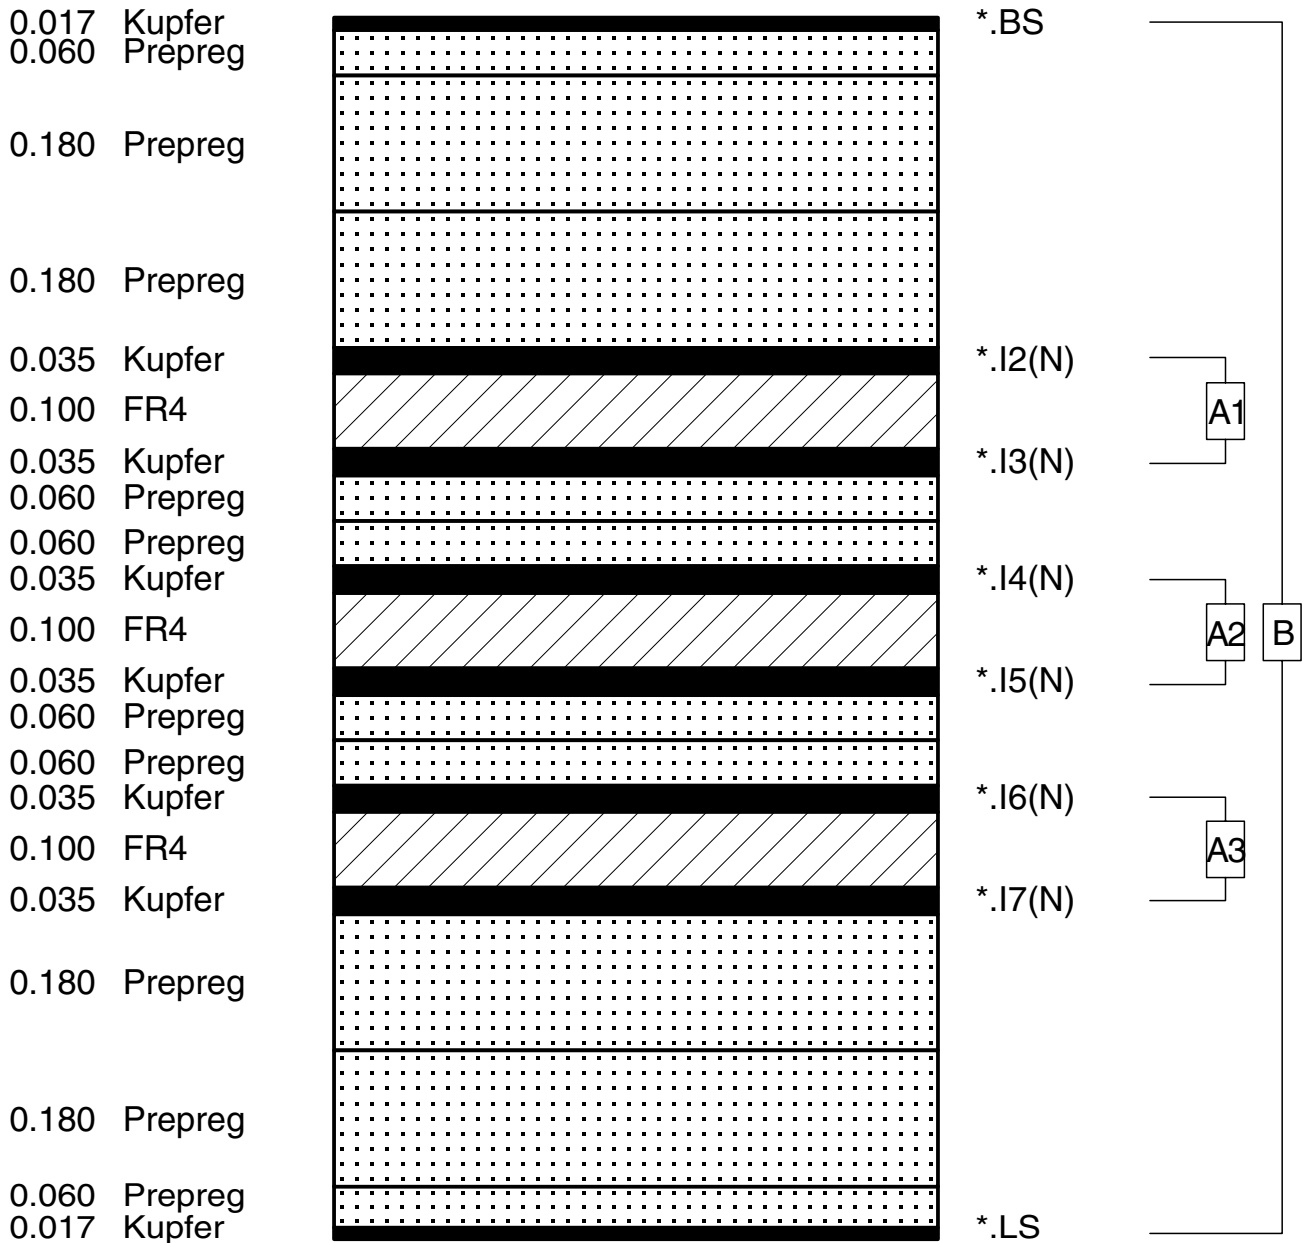 0.017 Kupfer *.BS
0.060 Prepreg
0.180 Prepreg
0.180 Prepreg
0.035 Kupfer *.I2(N)
0.100 FR4 A1
0.035 Kupfer *.I3(N)
0.060 Prepreg
0.060 Prepreg
0.035 Kupfer *.I4(N)
0.100 FR4 A2 B
0.035 Kupfer *.I5(N)
0.060 Prepreg
0.060 Prepreg
0.035 Kupfer *.I6(N)
0.100 FR4 A3
0.035 Kupfer *.I7(N)
0.180 Prepreg
0.180 Prepreg
0.060 Prepreg
0.017 Kupfer *.LS